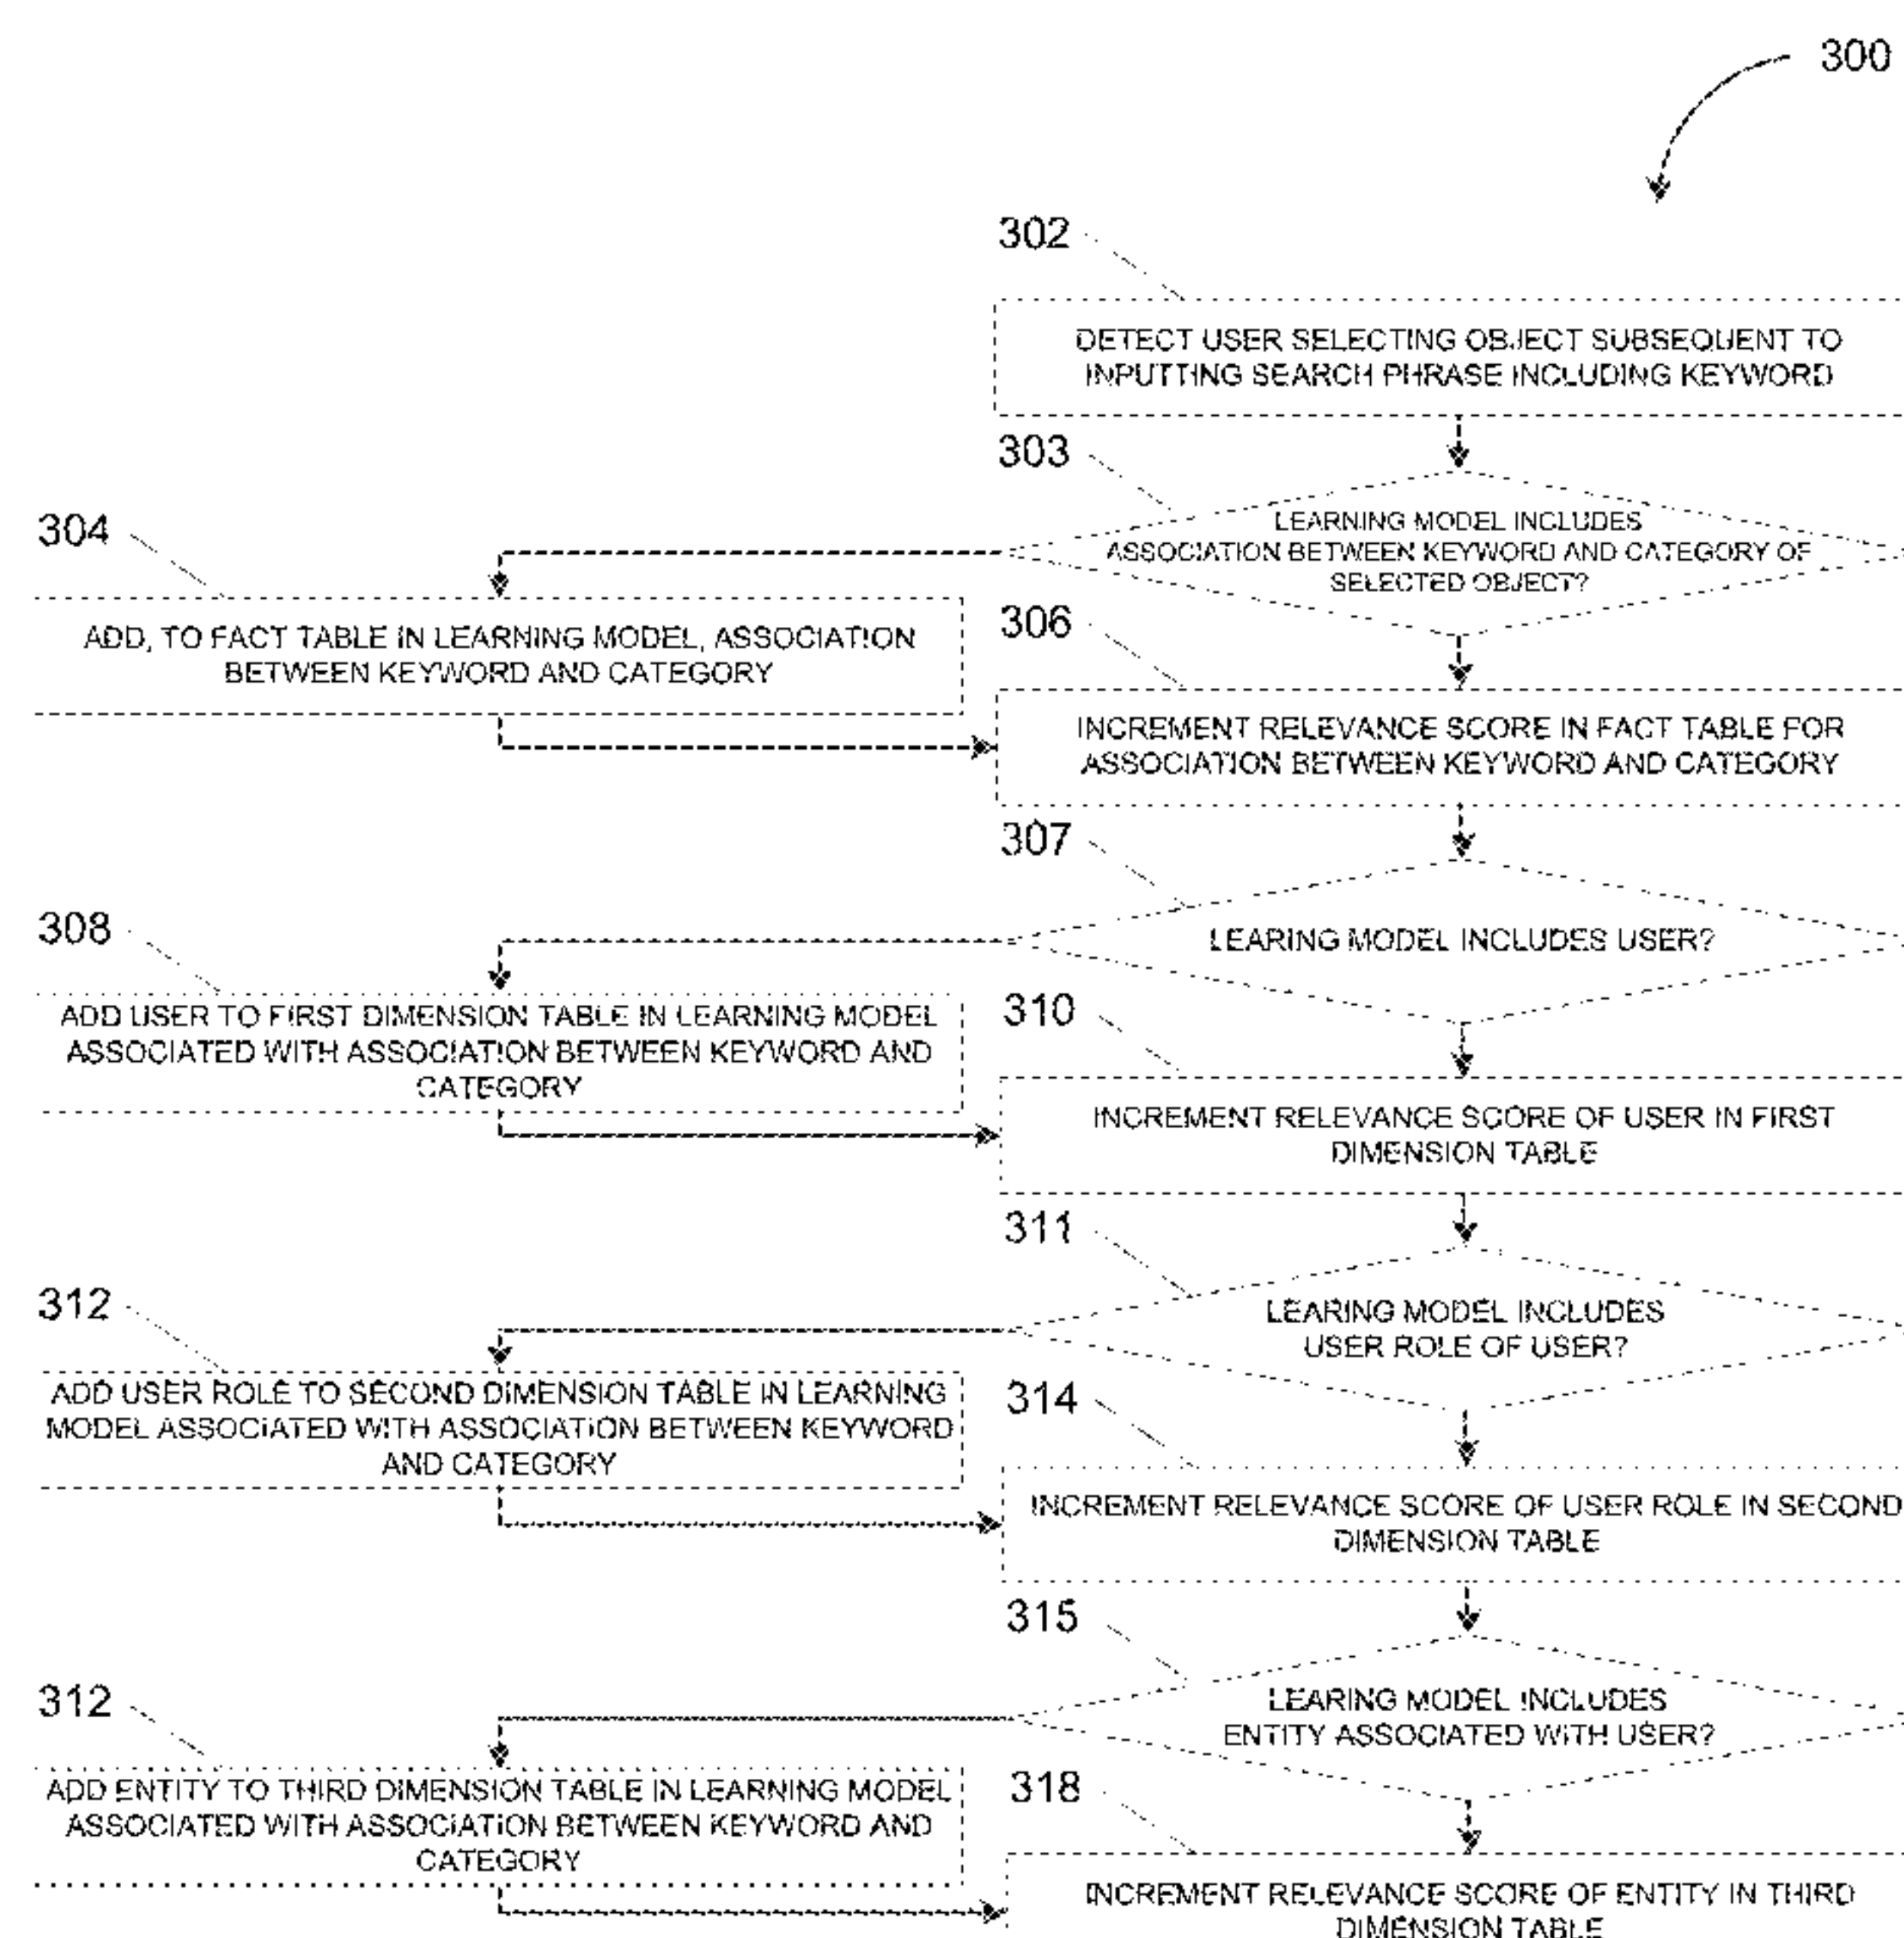 300
302
DETECT USER SELECTING OBJECT SUBSEQUENT TO
INPUTTING SEARCH PHRASE INCLUDING KEYWORD
303
LEARNING MODEL INCLUDES
ASSOCIATION BETWEEN KEYWORD AND CATEGORY OF
SELECTED OBJECT?
304
ADD, TO FACT TABLE IN LEARNING MODEL, ASSOCIATION
BETWEEN KEYWORD AND CATEGORY
306
INCREMENT RELEVANCE SCORE IN FACT TABLE FOR
ASSOCIATION BETWEEN KEYWORD AND CATEGORY
307
LEARING MODEL INCLUDES USER?
308
ADD USER TO FIRST DIMENSION TABLE IN LEARNING MODEL
ASSOCIATED WITH ASSOCIATION BETWEEN KEYWORD AND
CATEGORY
310
INCREMENT RELEVANCE SCORE OF USER IN FIRST
DIMENSION TABLE
311
LEARING MODEL INCLUDES
USER ROLE OF USER?
312
ADD USER ROLE TO SECOND DIMENSION TABLE IN LEARNING
MODEL ASSOCIATED WITH ASSOCIATION BETWEEN KEYWORD
AND CATEGORY
314
INCREMENT RELEVANCE SCORE OF USER ROLE IN SECOND
DIMENSION TABLE
315
LEARING MODEL INCLUDES
ENTITY ASSOCIATED WITH USER?
312
ADD ENTITY TO THIRD DIMENSION TABLE IN LEARNING MODEL
ASSOCIATED WITH ASSOCIATION BETWEEN KEYWORD AND
CATEGORY
318
INCREMENT RELEVANCE SCORE OF ENTITY IN THIRD
DIMENSION TABLE